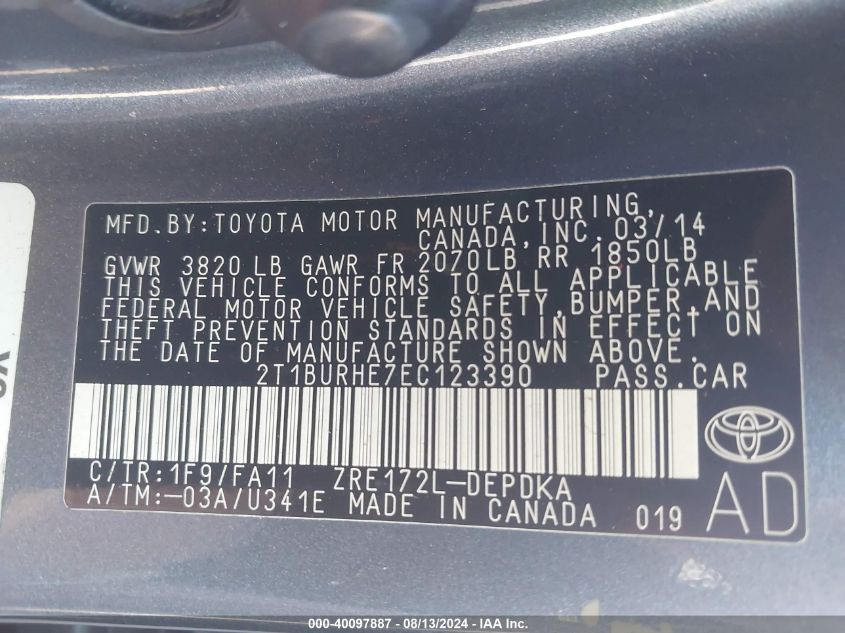 MFD.BY:TOYOTA MOTOR MANUFACTURING,
CANADA,INC. 03/14
GVWR 3820 LB GAWR FR 2070LB RR 1850LB
THIS VEHICLE CONFORMS TO ALL APPLICABLE
FEDERAL MOTOR VEHICLE SAFETY,BUMPER,AND
THEFT PREVENTION STANDARDS IN EFFECT ON
THE DATE OF MANUFACTURE SHOWN ABOVE.
2T1BURHE7EC123390 PASS.CAR
C/TR:1F9/FA11 ZRE172L-DEPDKA
A/TM:-03A/U341E MADE IN CANADA 019
AD
000-40097887 - 08/13/2024 - IAA Inc.